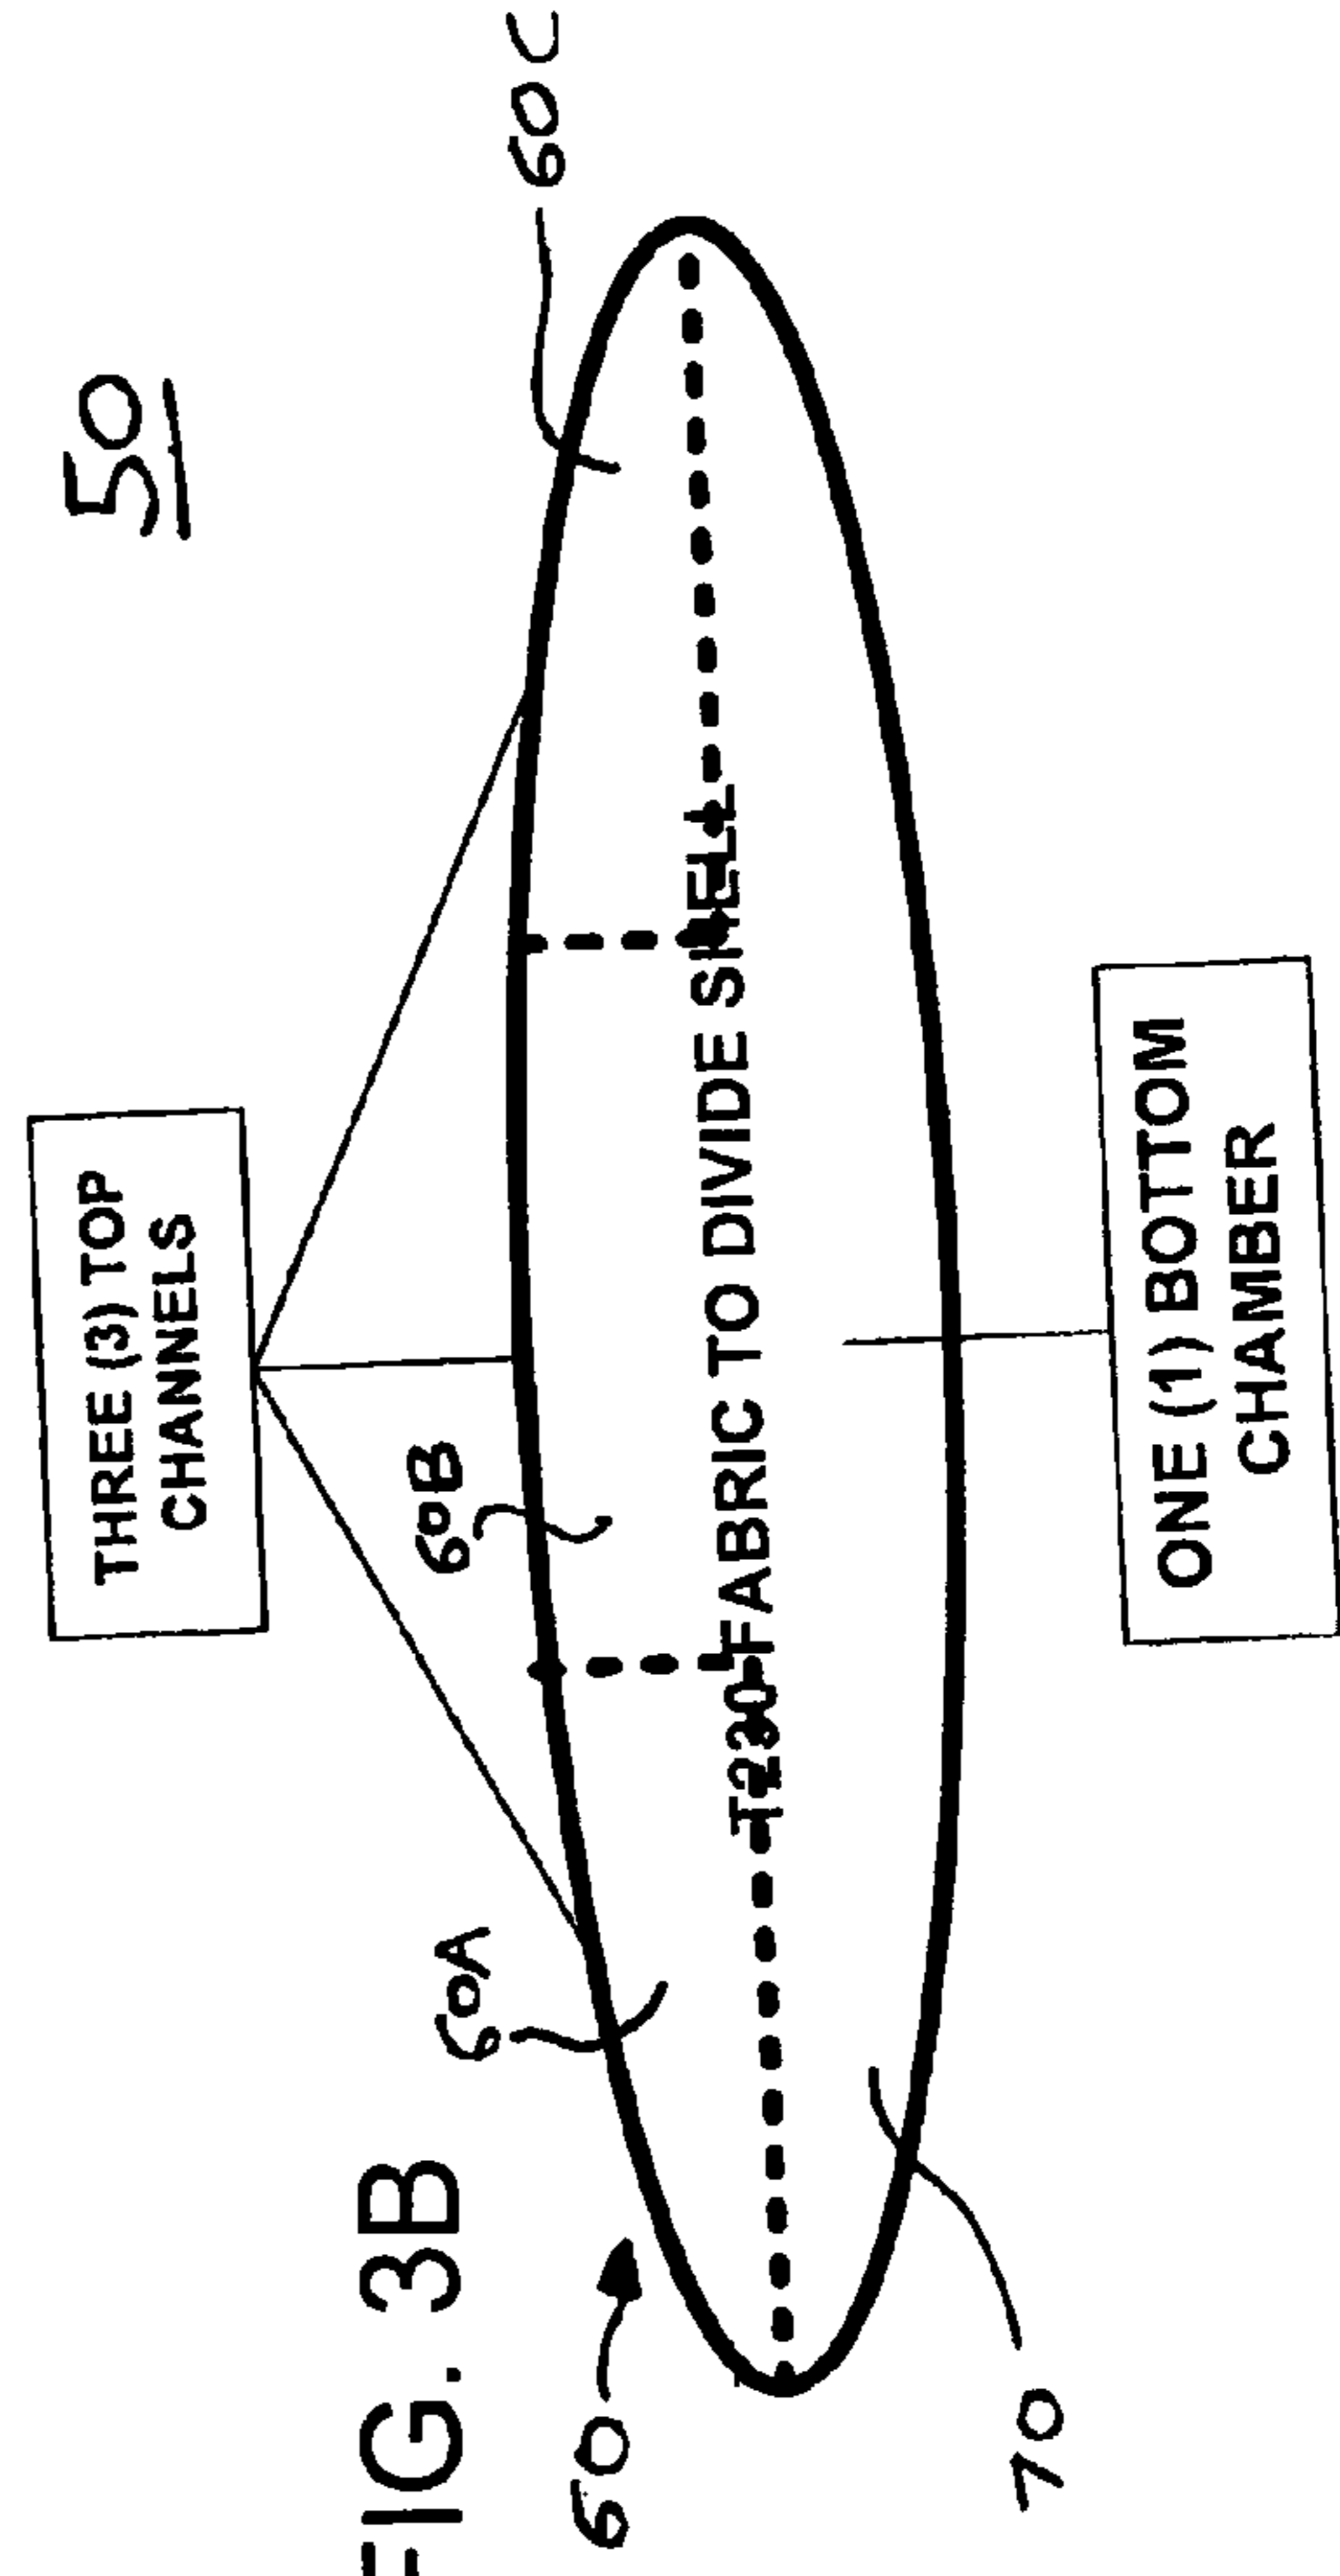 50
THREE (3) TOP
CHANNELS
60C
60B
60A
FIG. 3B
60
T230 FABRIC TO DIVIDE SHELL
70
ONE (1) BOTTOM
CHAMBER